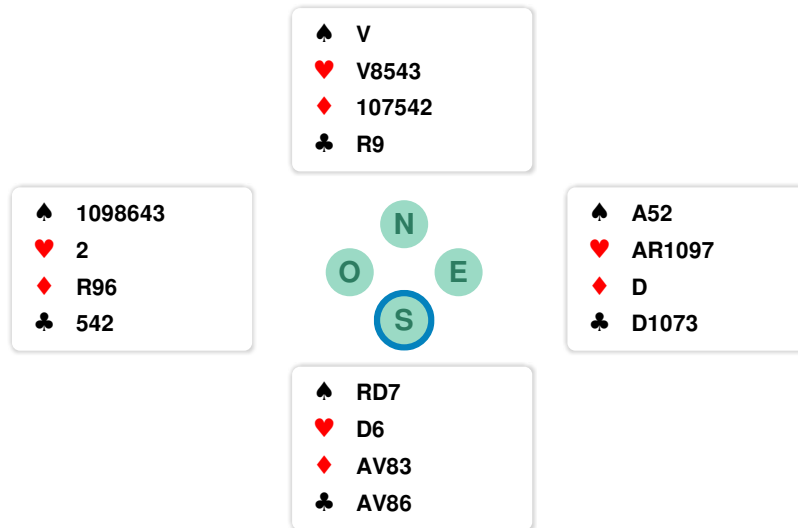 ♠ V
♥ V8543
♦ 107542
♣ R9
♠ 1098643
♥ 2
♦ R96
♣ 542
N
O E
S
♠ A52
♥ AR1097
♦ D
♣ D1073
♠ RD7
♥ D6
♦ AV83
♣ AV86